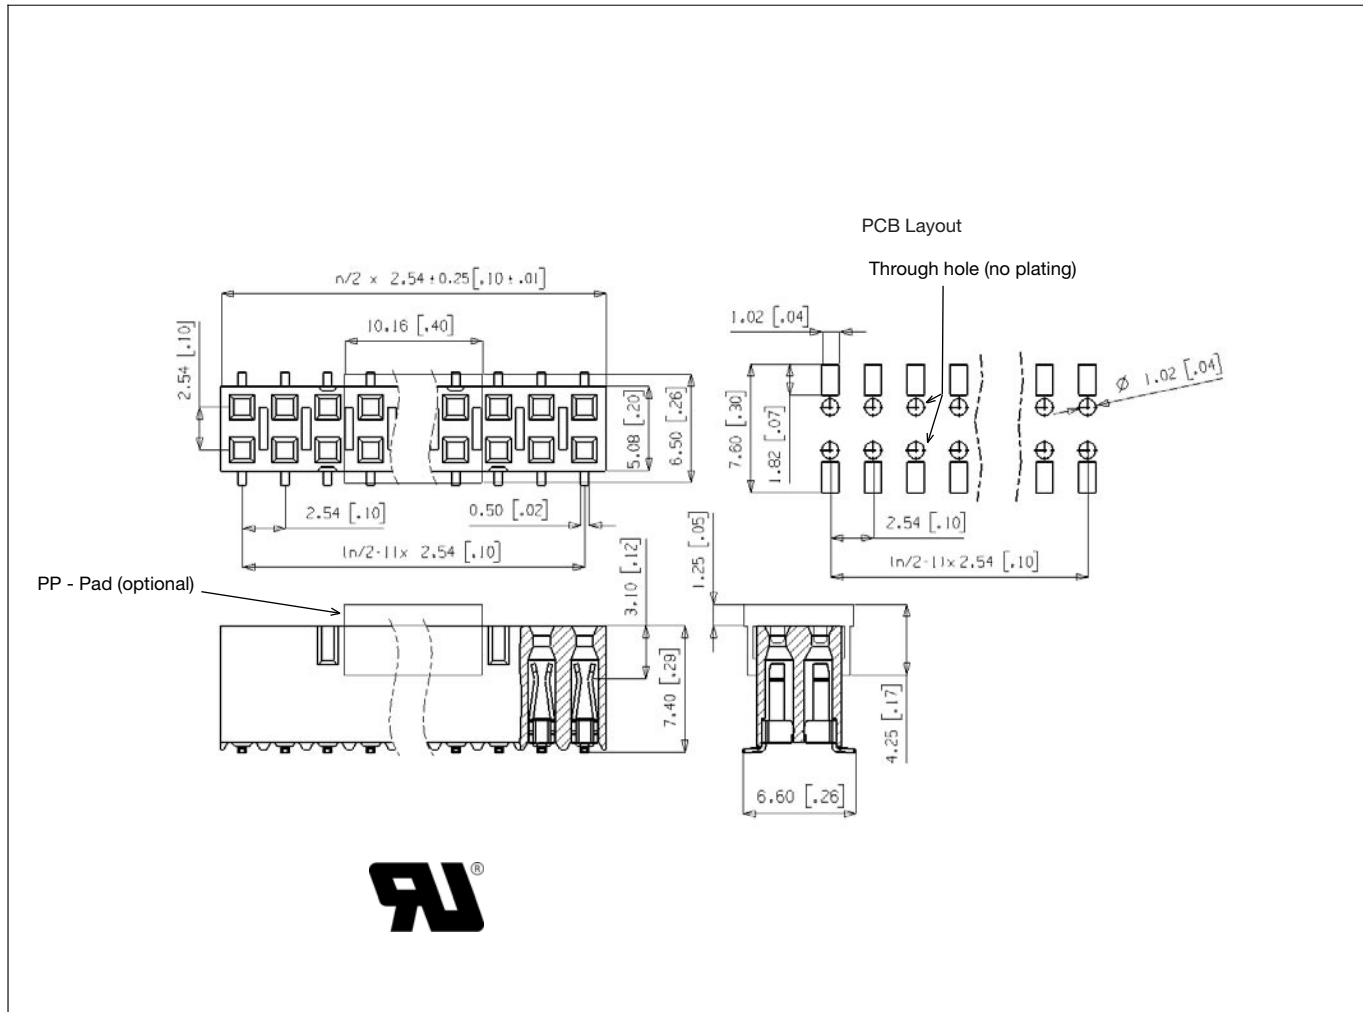 PCB Layout
Through hole (no plating)
n/2 x 2.54 ±0.25[.10 ± .01]
10.16 [.40]
2.54 [.10]
5.08 [.20]
6.50 [.26]
2.54 [.10]
0.50 [.02]
(n/2-1)x 2.54 [.10]
1.02 [.04]
Ø 1.02 [.04]
7.60 [.30]
1.82 [.07]
2.54 [.10]
(n/2-1)x 2.54 [.10]
PP - Pad (optional)
3.10 [.12]
7.40 [.29]
1.25 [.05]
4.25 [.17]
6.60 [.26]
RU®